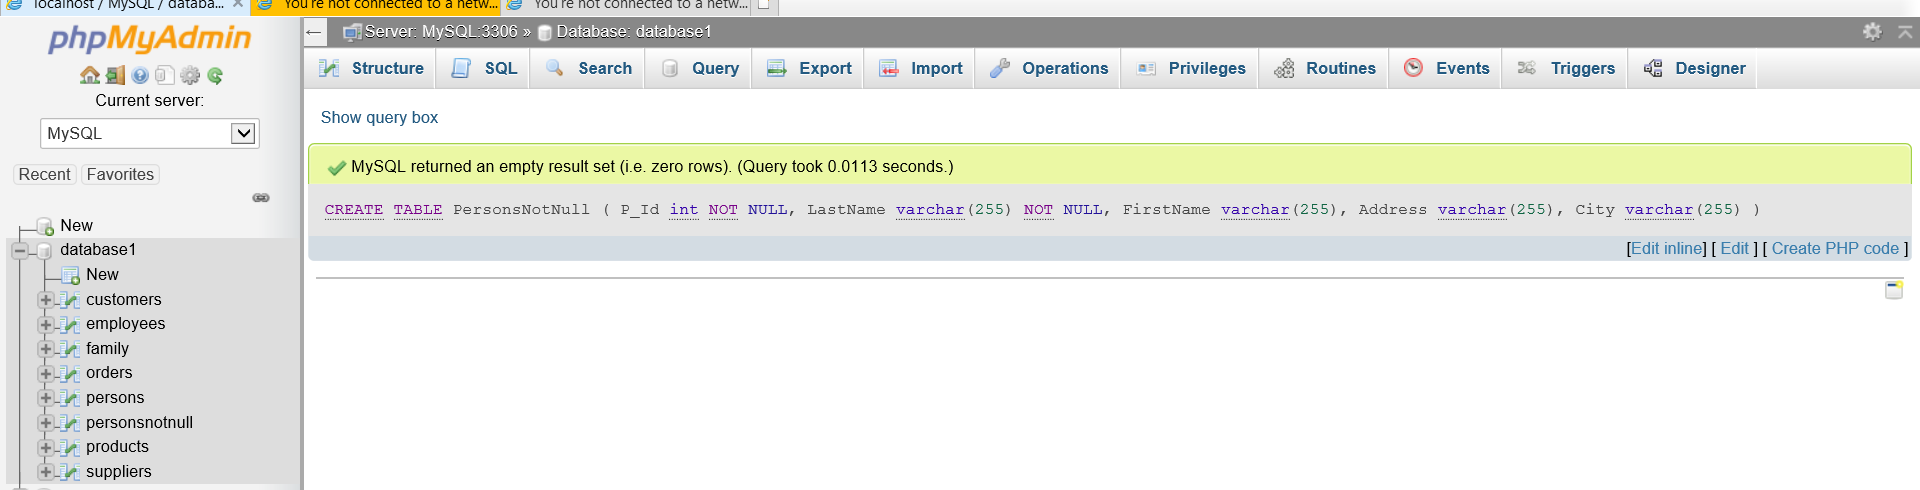 localhost / MySQL / databa...
You're not connected to a netw...
You're not connected to a netw...
phpMyAdmin
Current server:
MySQL
Recent Favorites
New
database1
New
customers
employees
family
orders
persons
personsnotnull
products
suppliers
Server: MySQL:3306 » Database: database1
Structure SQL Search Query Export Import Operations Privileges Routines Events Triggers Designer
Show query box
MySQL returned an empty result set (i.e. zero rows). (Query took 0.0113 seconds.)
CREATE TABLE PersonsNotNull ( P_Id int NOT NULL, LastName varchar(255) NOT NULL, FirstName varchar(255), Address varchar(255), City varchar(255) )
[Edit inline] [ Edit ] [ Create PHP code ]